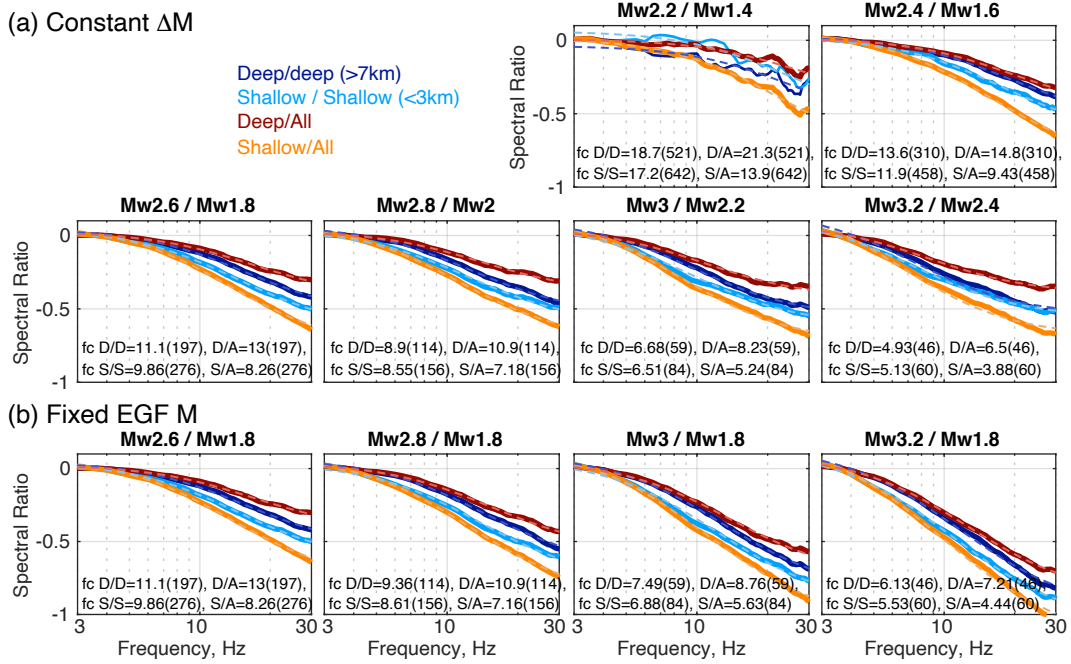 (a) Constant ΔM
Deep/deep (>7km)
Shallow / Shallow (<3km)
Deep/All
Shallow/All
Mw2.2 / Mw1.4
Mw2.4 / Mw1.6
Spectral Ratio
0
-0.5
-1
fc D/D=18.7(521), D/A=21.3(521),
fc S/S=17.2(642), S/A=13.9(642)
fc D/D=13.6(310), D/A=14.8(310),
fc S/S=11.9(458), S/A=9.43(458)
Mw2.6 / Mw1.8
Mw2.8 / Mw2
Mw3 / Mw2.2
Mw3.2 / Mw2.4
Spectral Ratio
0
-0.5
-1
fc D/D=11.1(197), D/A=13(197),
fc S/S=9.86(276), S/A=8.26(276)
fc D/D=8.9(114), D/A=10.9(114),
fc S/S=8.55(156), S/A=7.18(156)
fc D/D=6.68(59), D/A=8.23(59),
fc S/S=6.51(84), S/A=5.24(84)
fc D/D=4.93(46), D/A=6.5(46),
fc S/S=5.13(60), S/A=3.88(60)
(b) Fixed EGF M
Mw2.6 / Mw1.8
Mw2.8 / Mw1.8
Mw3 / Mw1.8
Mw3.2 / Mw1.8
Spectral Ratio
0
-0.5
-1
fc D/D=11.1(197), D/A=13(197),
fc S/S=9.86(276), S/A=8.26(276)
fc D/D=9.36(114), D/A=10.9(114),
fc S/S=8.61(156), S/A=7.16(156)
fc D/D=7.49(59), D/A=8.76(59),
fc S/S=6.88(84), S/A=5.63(84)
fc D/D=6.13(46), D/A=7.21(46),
fc S/S=5.53(60), S/A=4.44(60)
3 10 30
3 10 30
3 10 30
3 10 30
Frequency, Hz
Frequency, Hz
Frequency, Hz
Frequency, Hz